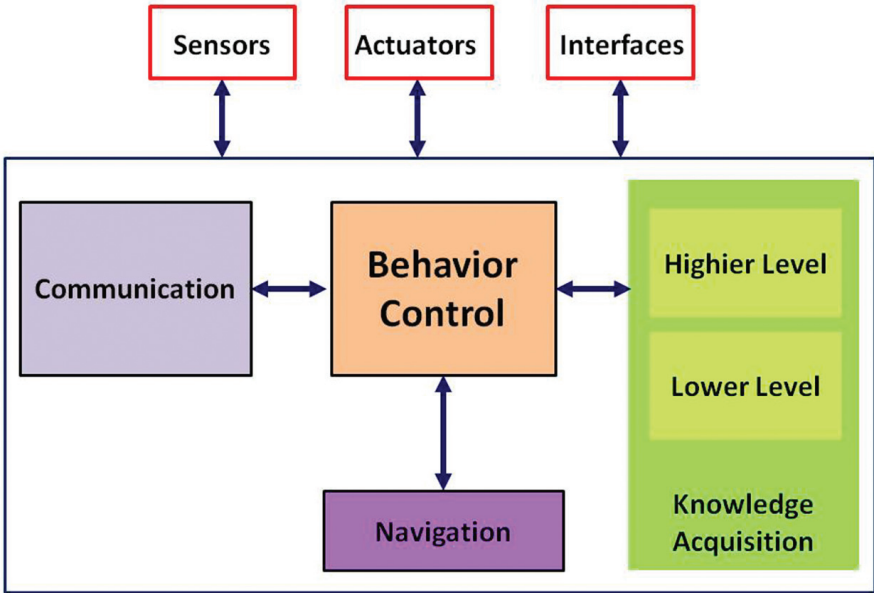 Sensors
Actuators
Interfaces
Communication
Behavior
Control
Highier Level
Lower Level
Knowledge
Acquisition
Navigation